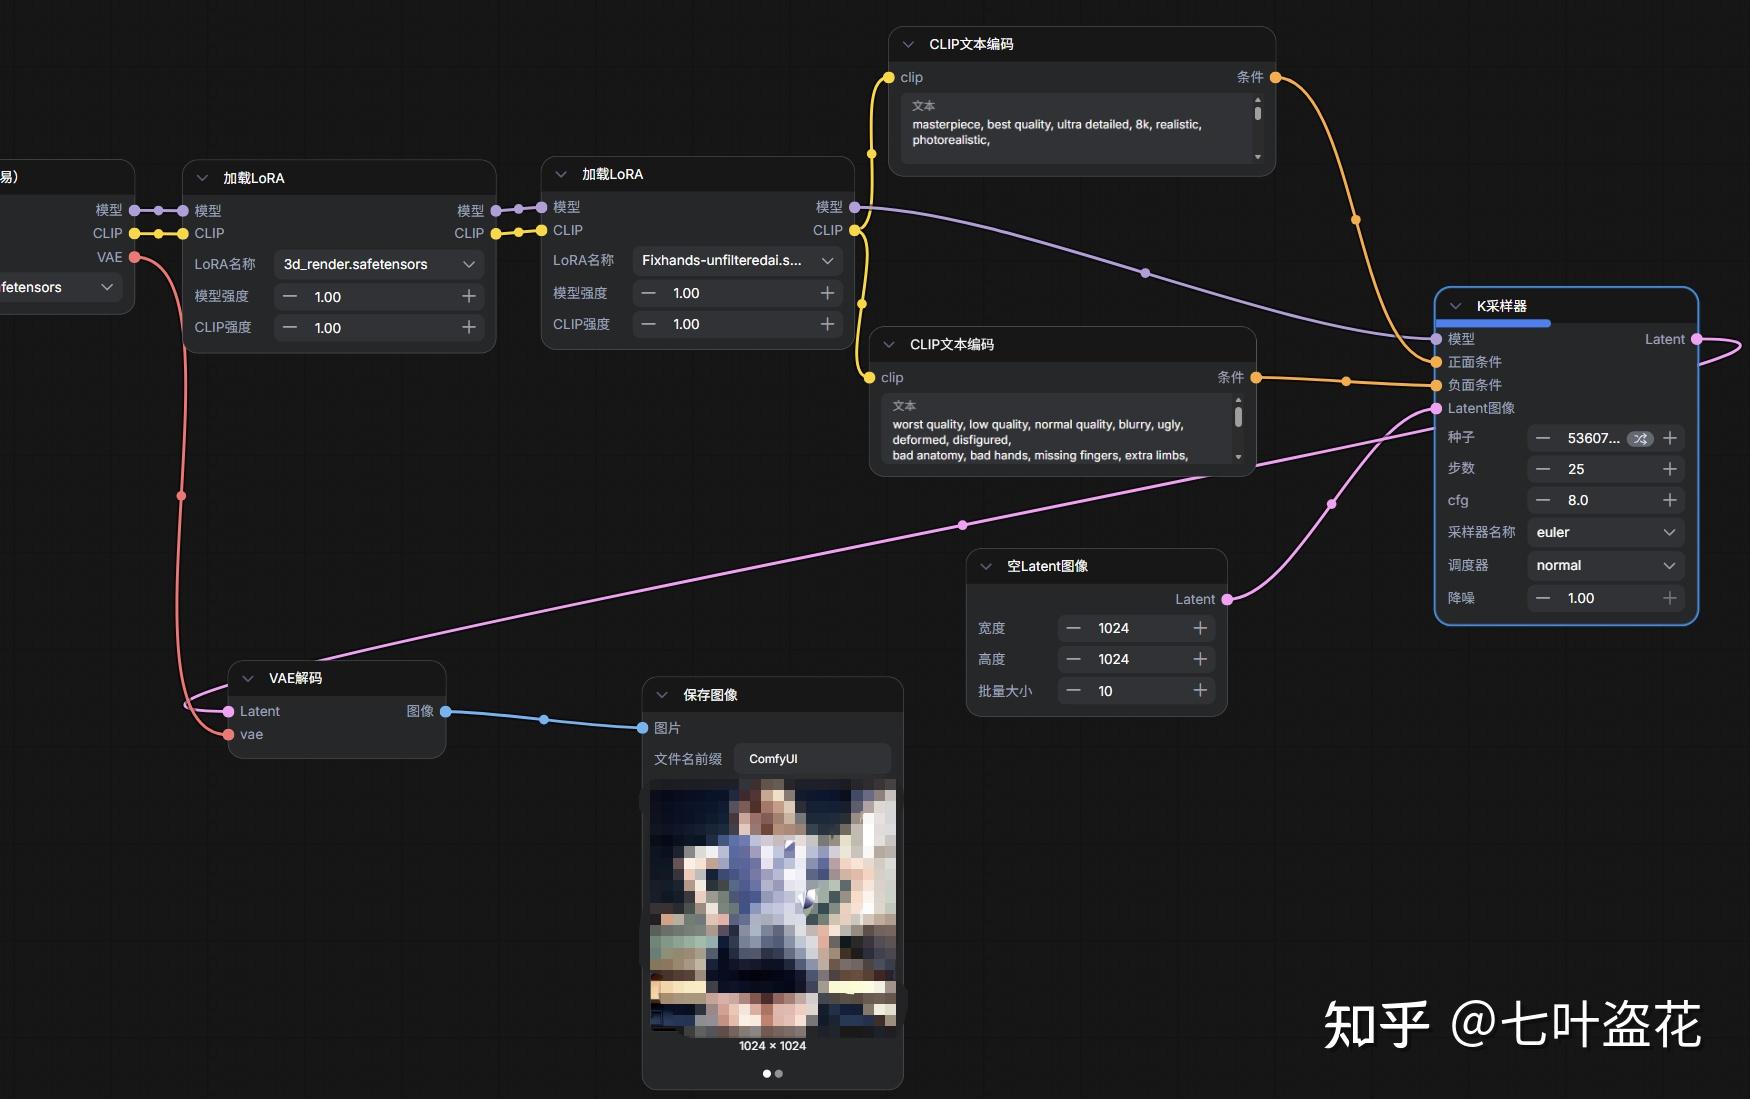 易）
模型
CLIP
VAE
fetensors
加载LoRA
模型 模型
CLIP CLIP
LoRA名称 3d_render.safetensors
模型强度 — 1.00 +
CLIP强度 — 1.00 +
加载LoRA
模型 模型
CLIP CLIP
LoRA名称 Fixhands-unfilteredai.s...
模型强度 — 1.00 +
CLIP强度 — 1.00 +
CLIP文本编码
clip 条件
文本
masterpiece, best quality, ultra detailed, 8k, realistic,
photorealistic,
CLIP文本编码
clip 条件
文本
worst quality, low quality, normal quality, blurry, ugly,
deformed, disfigured,
bad anatomy, bad hands, missing fingers, extra limbs,
K采样器
模型 Latent
正面条件
负面条件
Latent图像
种子 — 53607... +
步数 — 25 +
cfg — 8.0 +
采样器名称 euler
调度器 normal
降噪 — 1.00 +
空Latent图像
Latent
宽度 — 1024 +
高度 — 1024 +
批量大小 — 10 +
VAE解码
Latent 图像
vae
保存图像
图片
文件名前缀 ComfyUI
1024 × 1024
知乎 @七叶盗花